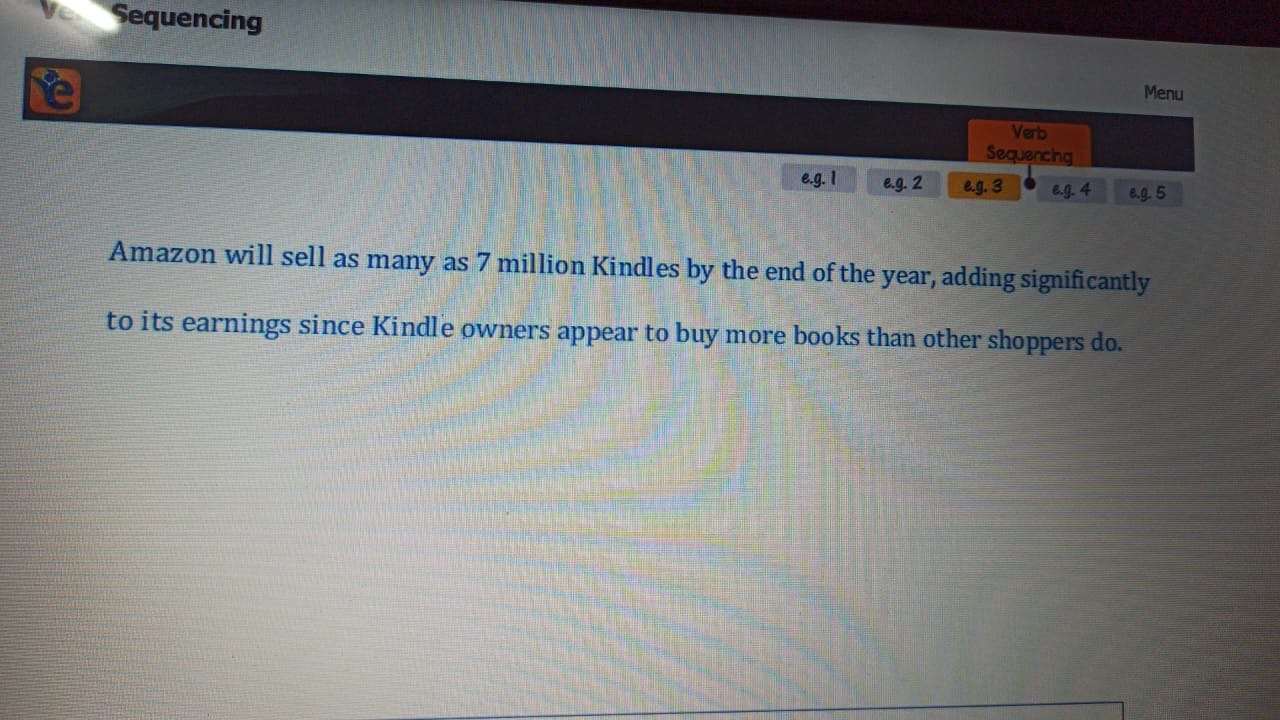 Sequencing
e
Menu
Verb
Sequencing
e.g. 1
e.g. 2
e.g. 3
e.g. 4
e.g. 5
Amazon will sell as many as 7 million Kindles by the end of the year, adding significantly
to its earnings since Kindle owners appear to buy more books than other shoppers do.